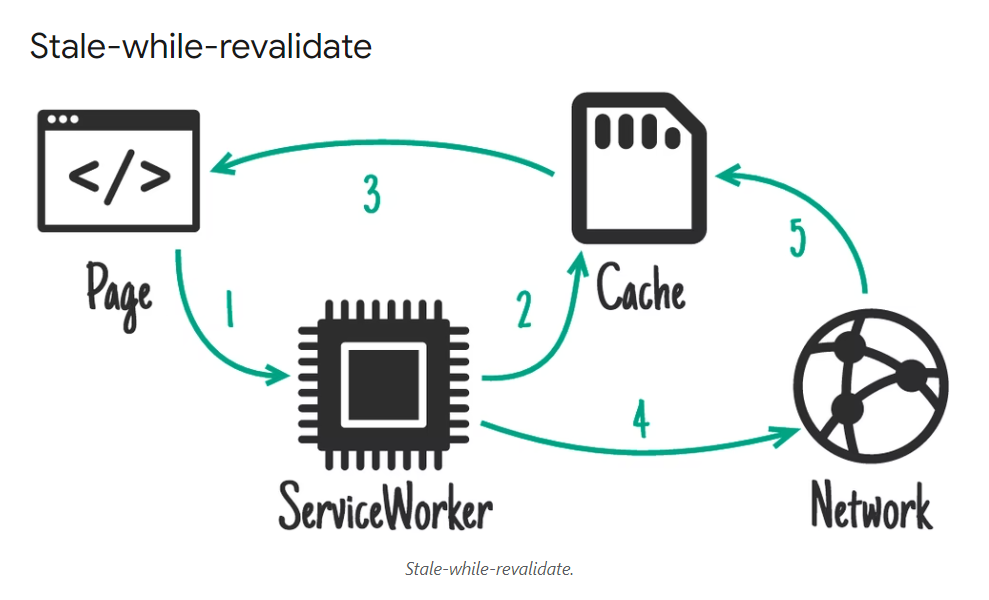 Stale-while-revalidate
</>
3
5
Page
1
2
Cache
4
ServiceWorker
Network
Stale-while-revalidate.